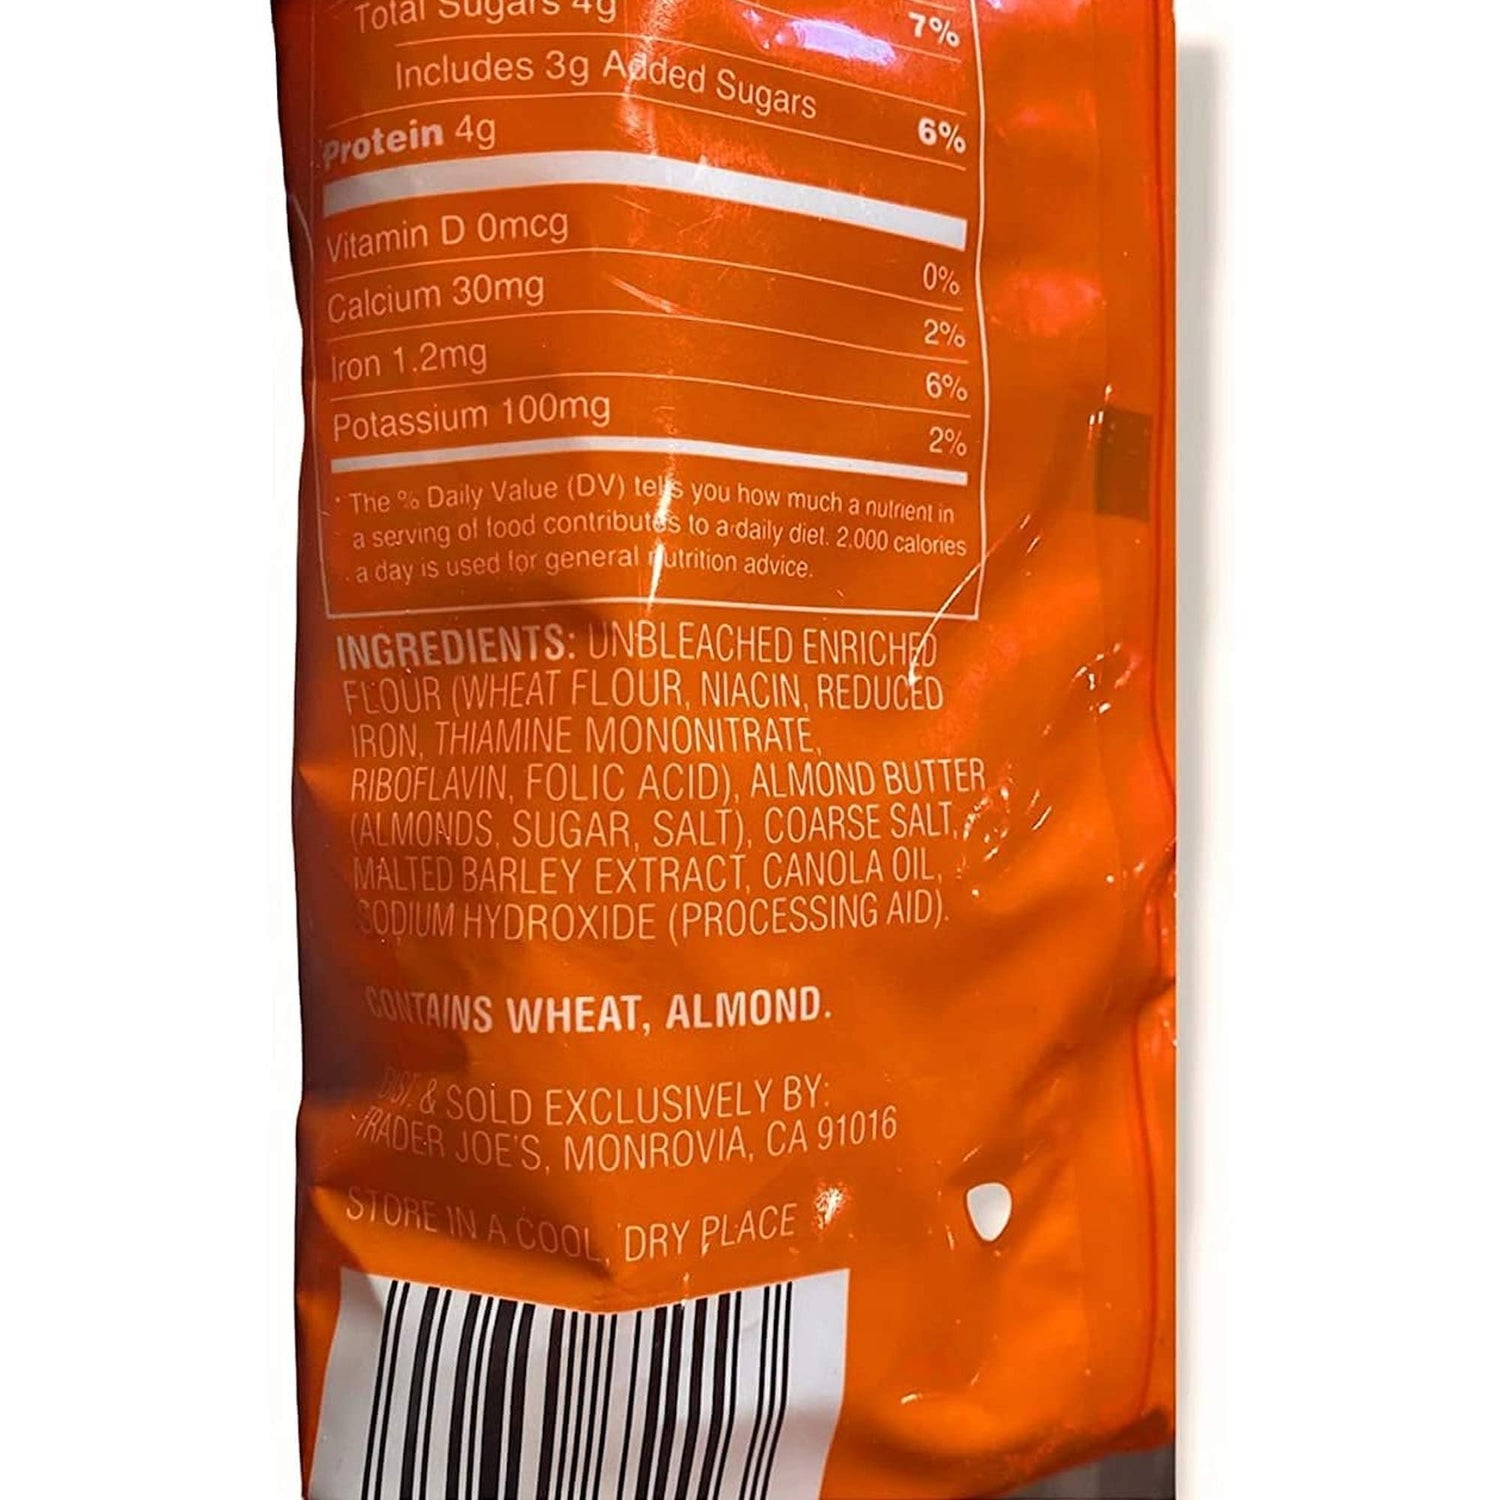 Total Sugars 4g
7%
Includes 3g Added Sugars
6%
Protein 4g
Vitamin D 0mcg
0%
Calcium 30mg
2%
Iron 1.2mg
6%
Potassium 100mg
2%
* The % Daily Value (DV) tells you how much a nutrient in
a serving of food contributes to a daily diet. 2,000 calories
a day is used for general nutrition advice.
INGREDIENTS: UNBLEACHED ENRICHED
FLOUR (WHEAT FLOUR, NIACIN, REDUCED
IRON, THIAMINE MONONITRATE,
RIBOFLAVIN, FOLIC ACID), ALMOND BUTTER
(ALMONDS, SUGAR, SALT), COARSE SALT,
MALTED BARLEY EXTRACT, CANOLA OIL,
SODIUM HYDROXIDE (PROCESSING AID).
CONTAINS WHEAT, ALMOND.
DIST. & SOLD EXCLUSIVELY BY:
TRADER JOE'S, MONROVIA, CA 91016
STORE IN A COOL, DRY PLACE